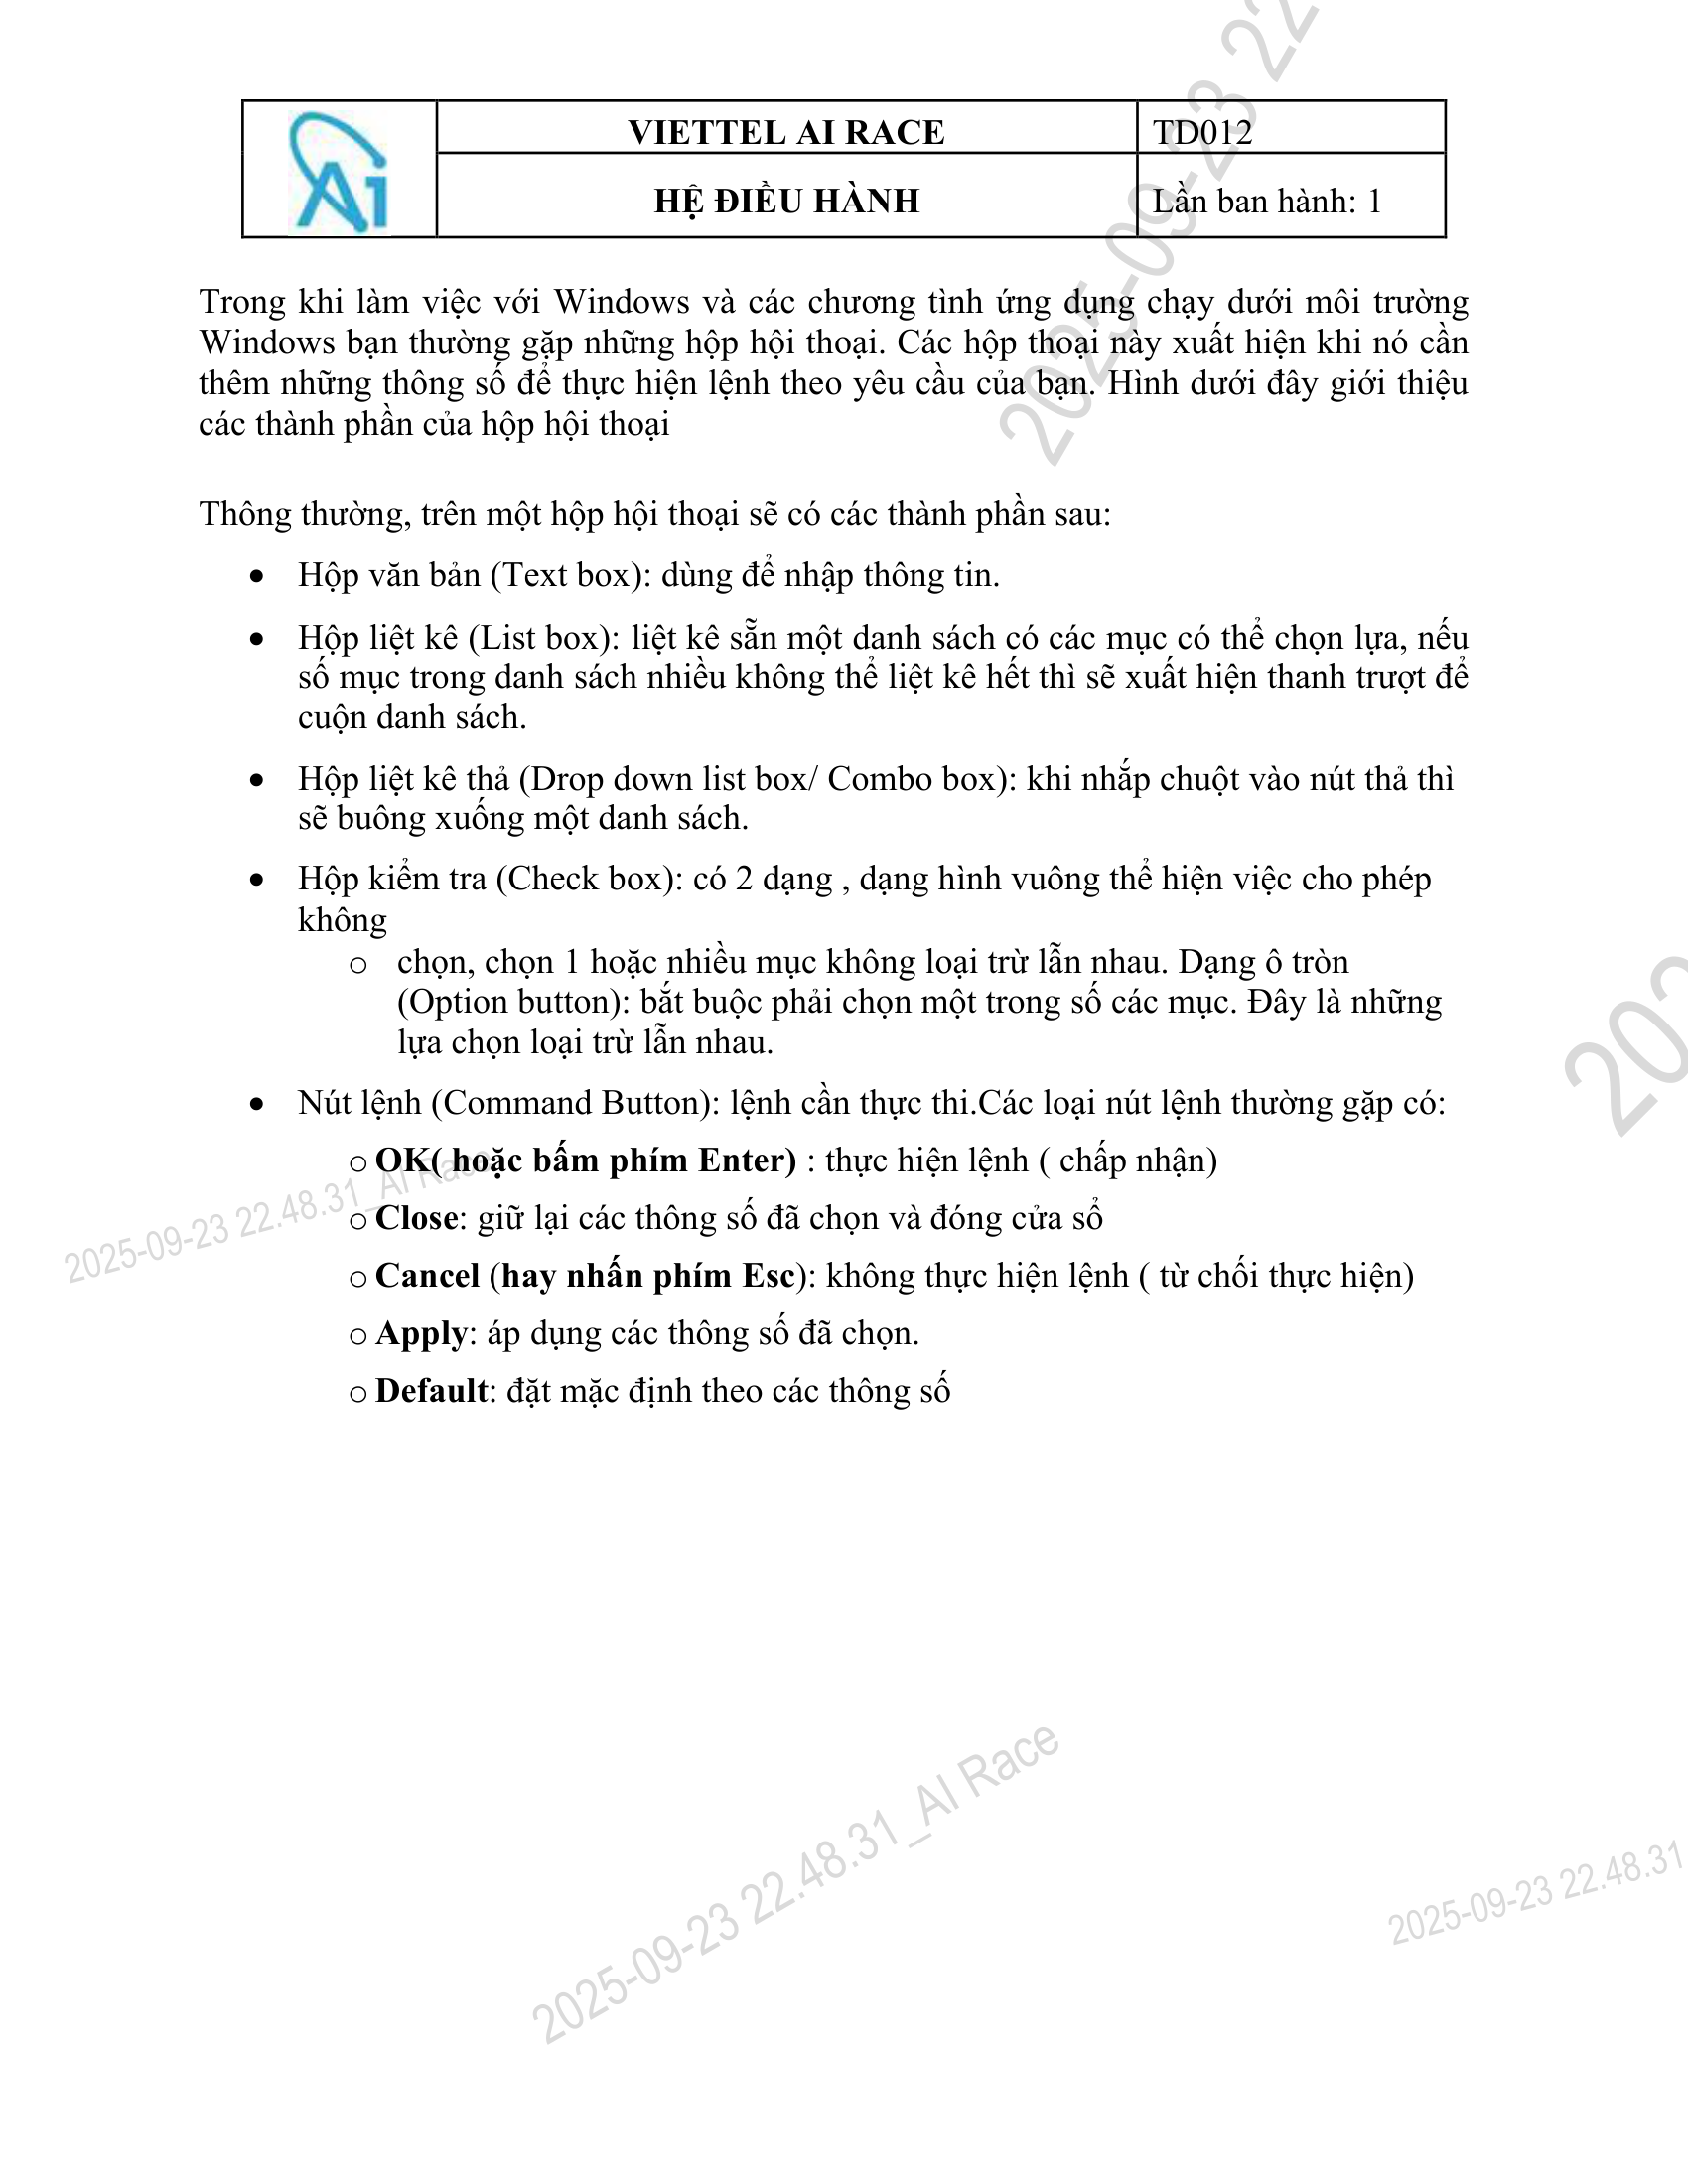 VIETTEL AI RACE
TD012
HỆ ĐIỀU HÀNH
Lần ban hành: 1
Trong khi làm việc với Windows và các chương tình ứng dụng chạy dưới môi trường
Windows bạn thường gặp những hộp hội thoại. Các hộp thoại này xuất hiện khi nó cần
thêm những thông số để thực hiện lệnh theo yêu cầu của bạn. Hình dưới đây giới thiệu
các thành phần của hộp hội thoại
Thông thường, trên một hộp hội thoại sẽ có các thành phần sau:
• Hộp văn bản (Text box): dùng để nhập thông tin.
• Hộp liệt kê (List box): liệt kê sẵn một danh sách có các mục có thể chọn lựa, nếu
số mục trong danh sách nhiều không thể liệt kê hết thì sẽ xuất hiện thanh trượt để
cuộn danh sách.
• Hộp liệt kê thả (Drop down list box/ Combo box): khi nhắp chuột vào nút thả thì
sẽ buông xuống một danh sách.
• Hộp kiểm tra (Check box): có 2 dạng , dạng hình vuông thể hiện việc cho phép
không
o chọn, chọn 1 hoặc nhiều mục không loại trừ lẫn nhau. Dạng ô tròn
(Option button): bắt buộc phải chọn một trong số các mục. Đây là những
lựa chọn loại trừ lẫn nhau.
• Nút lệnh (Command Button): lệnh cần thực thi.Các loại nút lệnh thường gặp có:
o OK( hoặc bấm phím Enter) : thực hiện lệnh ( chấp nhận)
o Close: giữ lại các thông số đã chọn và đóng cửa sổ
o Cancel (hay nhấn phím Esc): không thực hiện lệnh ( từ chối thực hiện)
o Apply: áp dụng các thông số đã chọn.
o Default: đặt mặc định theo các thông số
2025-09-23 22
202
2025-09-23 22.48.31_AI Race
2025-09-23 22.48.31_AI Race
2025-09-23 22.48.31